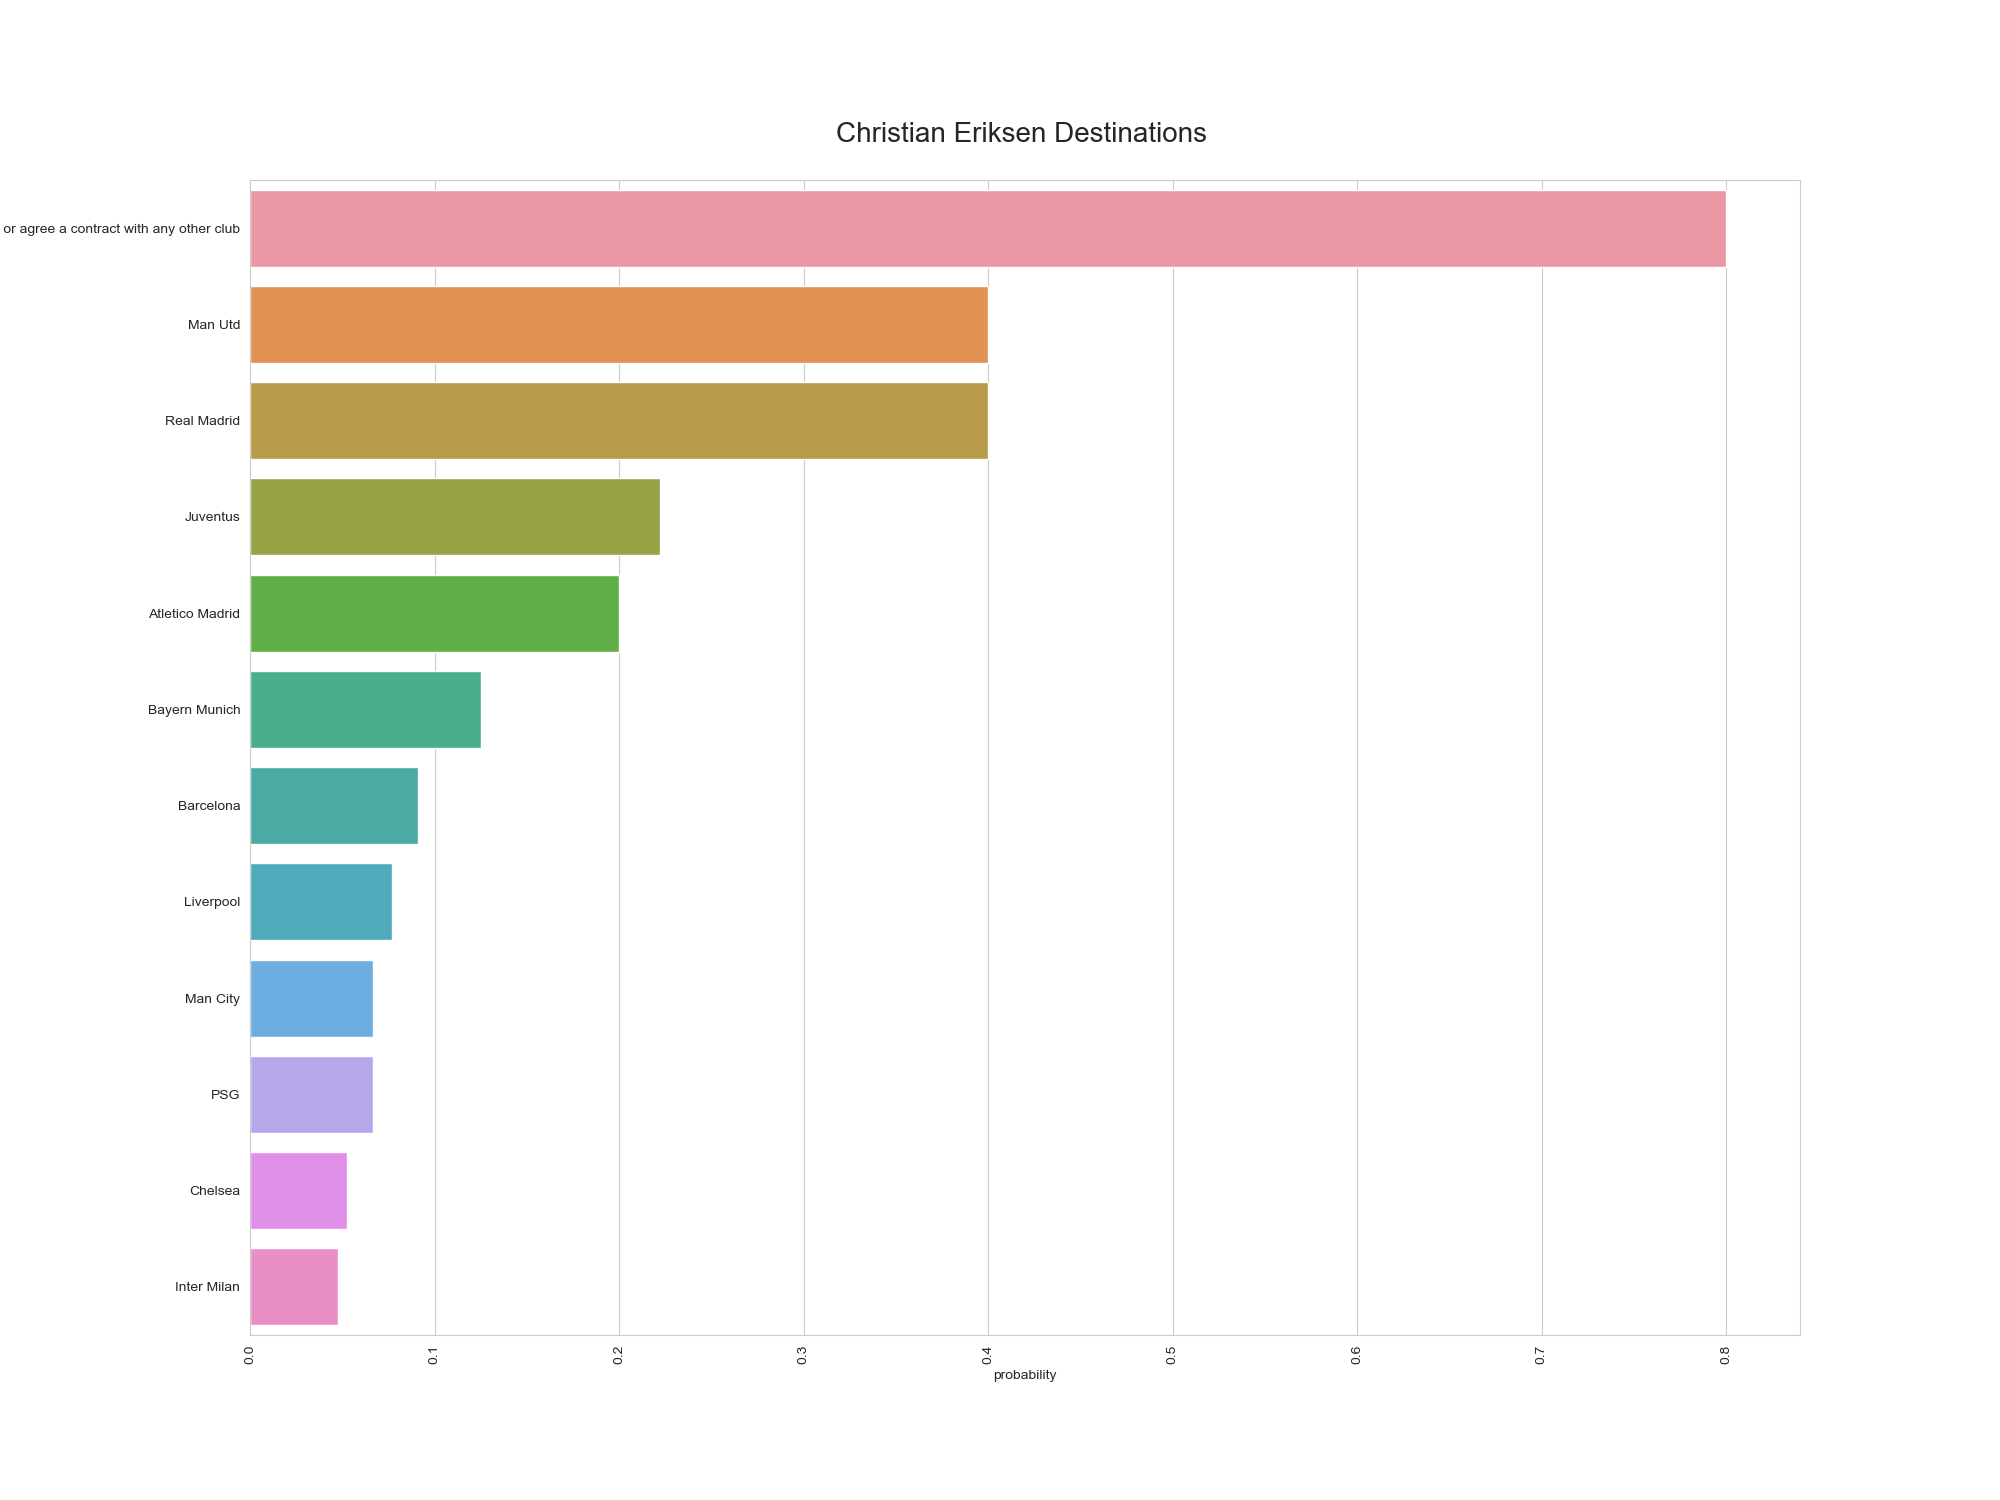 Christian Eriksen Destinations
or agree a contract with any other club
Man Utd
Real Madrid
Juventus
Atletico Madrid
Bayern Munich
Barcelona
Liverpool
Man City
PSG
Chelsea
Inter Milan
0.0 0.1 0.2 0.3 0.4 0.5 0.6 0.7 0.8
probability